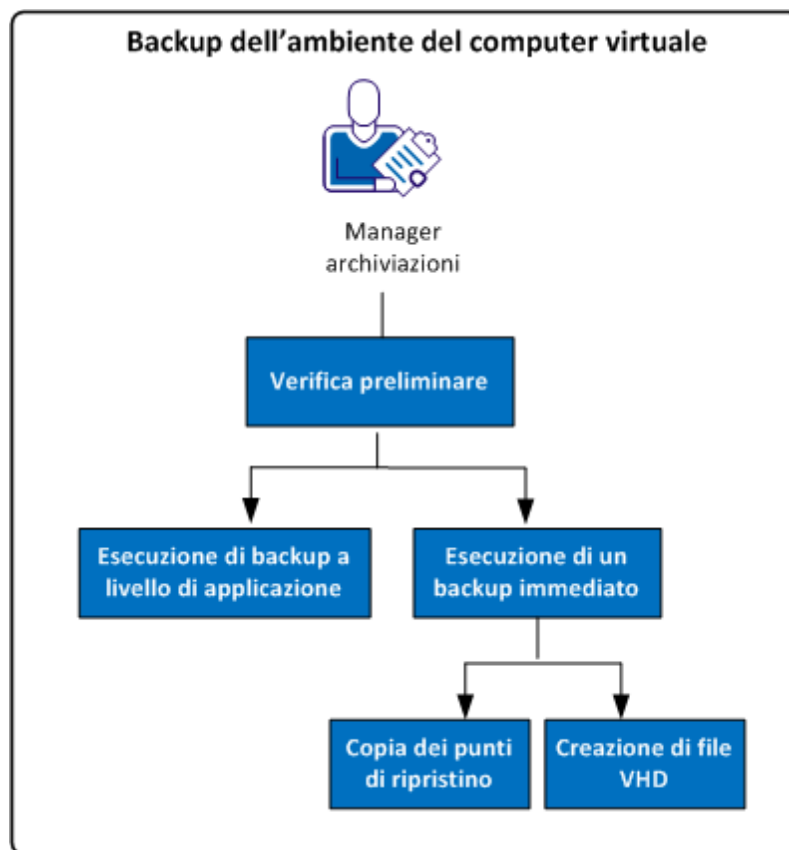 Backup dell’ambiente del computer virtuale
Manager
archiviazioni
Verifica preliminare
Esecuzione di backup a
livello di applicazione
Esecuzione di un
backup immediato
Copia dei punti
di ripristino
Creazione di file
VHD